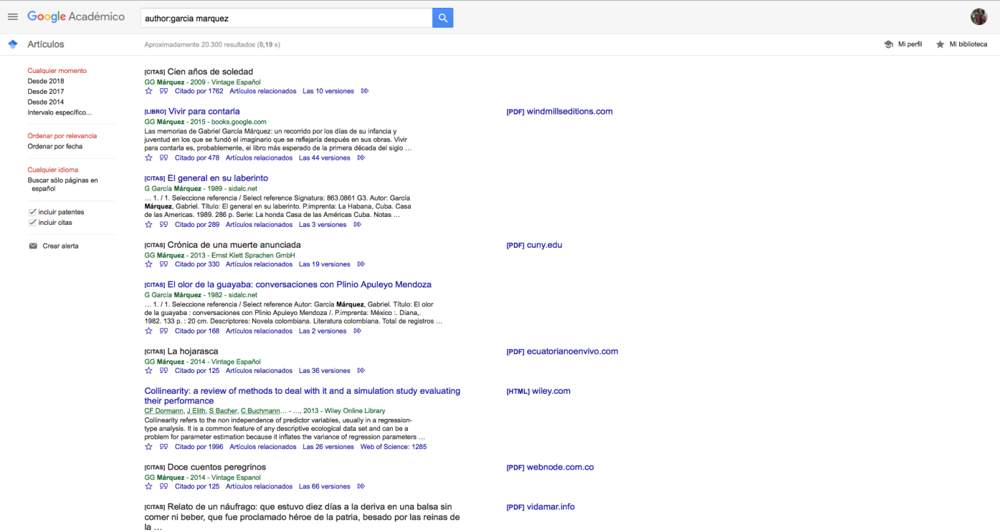 Google Académico
author:garcia marquez
Artículos
Aproximadamente 20.300 resultados (0,19 s)
Mi perfil
Mi biblioteca
Cualquier momento
Desde 2018
Desde 2017
Desde 2014
Intervalo específico...
Ordenar por relevancia
Ordenar por fecha
Cualquier idioma
Buscar sólo páginas en
español
incluir patentes
incluir citas
Crear alerta
[CITAS] Cien años de soledad
GG Márquez - 2009 - Vintage Español
Citado por 1762 Artículos relacionados Las 10 versiones
[LIBRO] Vivir para contarla
[PDF] windmillseditions.com
GG Márquez - 2015 - books.google.com
Las memorias de Gabriel García Márquez: un recorrido por los días de su infancia y
juventud en los que se fundó el imaginario que se reflejaría después en sus obras. Vivir
para contarla es, probablemente, el libro más esperado de la primera década del siglo ...
Citado por 478 Artículos relacionados Las 44 versiones
[CITAS] El general en su laberinto
G García Márquez - 1989 - sidalc.net
... 1. / 1. Seleccione referencia / Select reference Signatura: 863.0861 G3. Autor: García
Márquez, Gabriel. Título: El general en su laberinto. P.imprenta: La Habana, Cuba. Casa
de las Americas. 1989. 286 p. Serie: La honda Casa de las Américas Cuba. Notas ...
Citado por 289 Artículos relacionados Las 3 versiones
[CITAS] Crónica de una muerte anunciada
[PDF] cuny.edu
GG Márquez - 2013 - Ernst Klett Sprachen GmbH
Citado por 330 Artículos relacionados Las 19 versiones
[CITAS] El olor de la guayaba: conversaciones con Plinio Apuleyo Mendoza
G García Márquez - 1982 - sidalc.net
... 1. / 1. Seleccione referencia / Select reference Autor: García Márquez, Gabriel. Título: El olor
de la guayaba : conversaciones con Plinio Apuleyo Mendoza /. P.imprenta: México :. Diana,.
1982. 133 p. : 20 cm. Descriptores: Novela colombiana. Literatura colombiana. Total de registros ...
Citado por 168 Artículos relacionados Las 2 versiones
[CITAS] La hojarasca
[PDF] ecuatorianoenvivo.com
GG Márquez - 2014 - Vintage Español
Citado por 125 Artículos relacionados Las 36 versiones
Collinearity: a review of methods to deal with it and a simulation study evaluating
their performance
[HTML] wiley.com
CF Dormann, J Elith, S Bacher, C Buchmann... - ..., 2013 - Wiley Online Library
Collinearity refers to the non independence of predictor variables, usually in a regression-
type analysis. It is a common feature of any descriptive ecological data set and can be a
problem for parameter estimation because it inflates the variance of regression parameters ...
Citado por 1996 Artículos relacionados Las 26 versiones Web of Science: 1285
[CITAS] Doce cuentos peregrinos
[PDF] webnode.com.co
GG Márquez - 2014 - Vintage Espanol
Citado por 125 Artículos relacionados Las 66 versiones
[CITAS] Relato de un náufrago: que estuvo diez días a la deriva en una balsa sin
comer ni beber, que fue proclamado héroe de la patria, besado por las reinas de
la ...
[PDF] vidamar.info